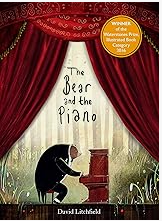 WINNER
of the
Waterstones Prize
Illustrated Book
Category
2016
The
Bear
and the
Piano
David Litchfield